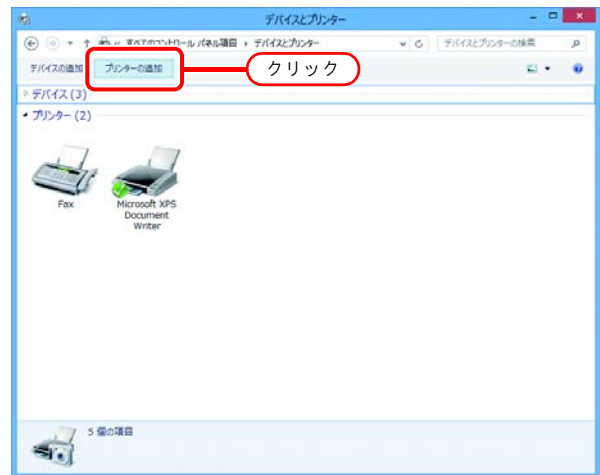 デバイスとプリンター
すべてのコントロール パネル項目 デバイスとプリンター デバイスとプリンターの検索
デバイスの追加 プリンターの追加 クリック
デバイス (3)
プリンター (2)
Fax
Microsoft XPS
Document
Writer
5 個の項目